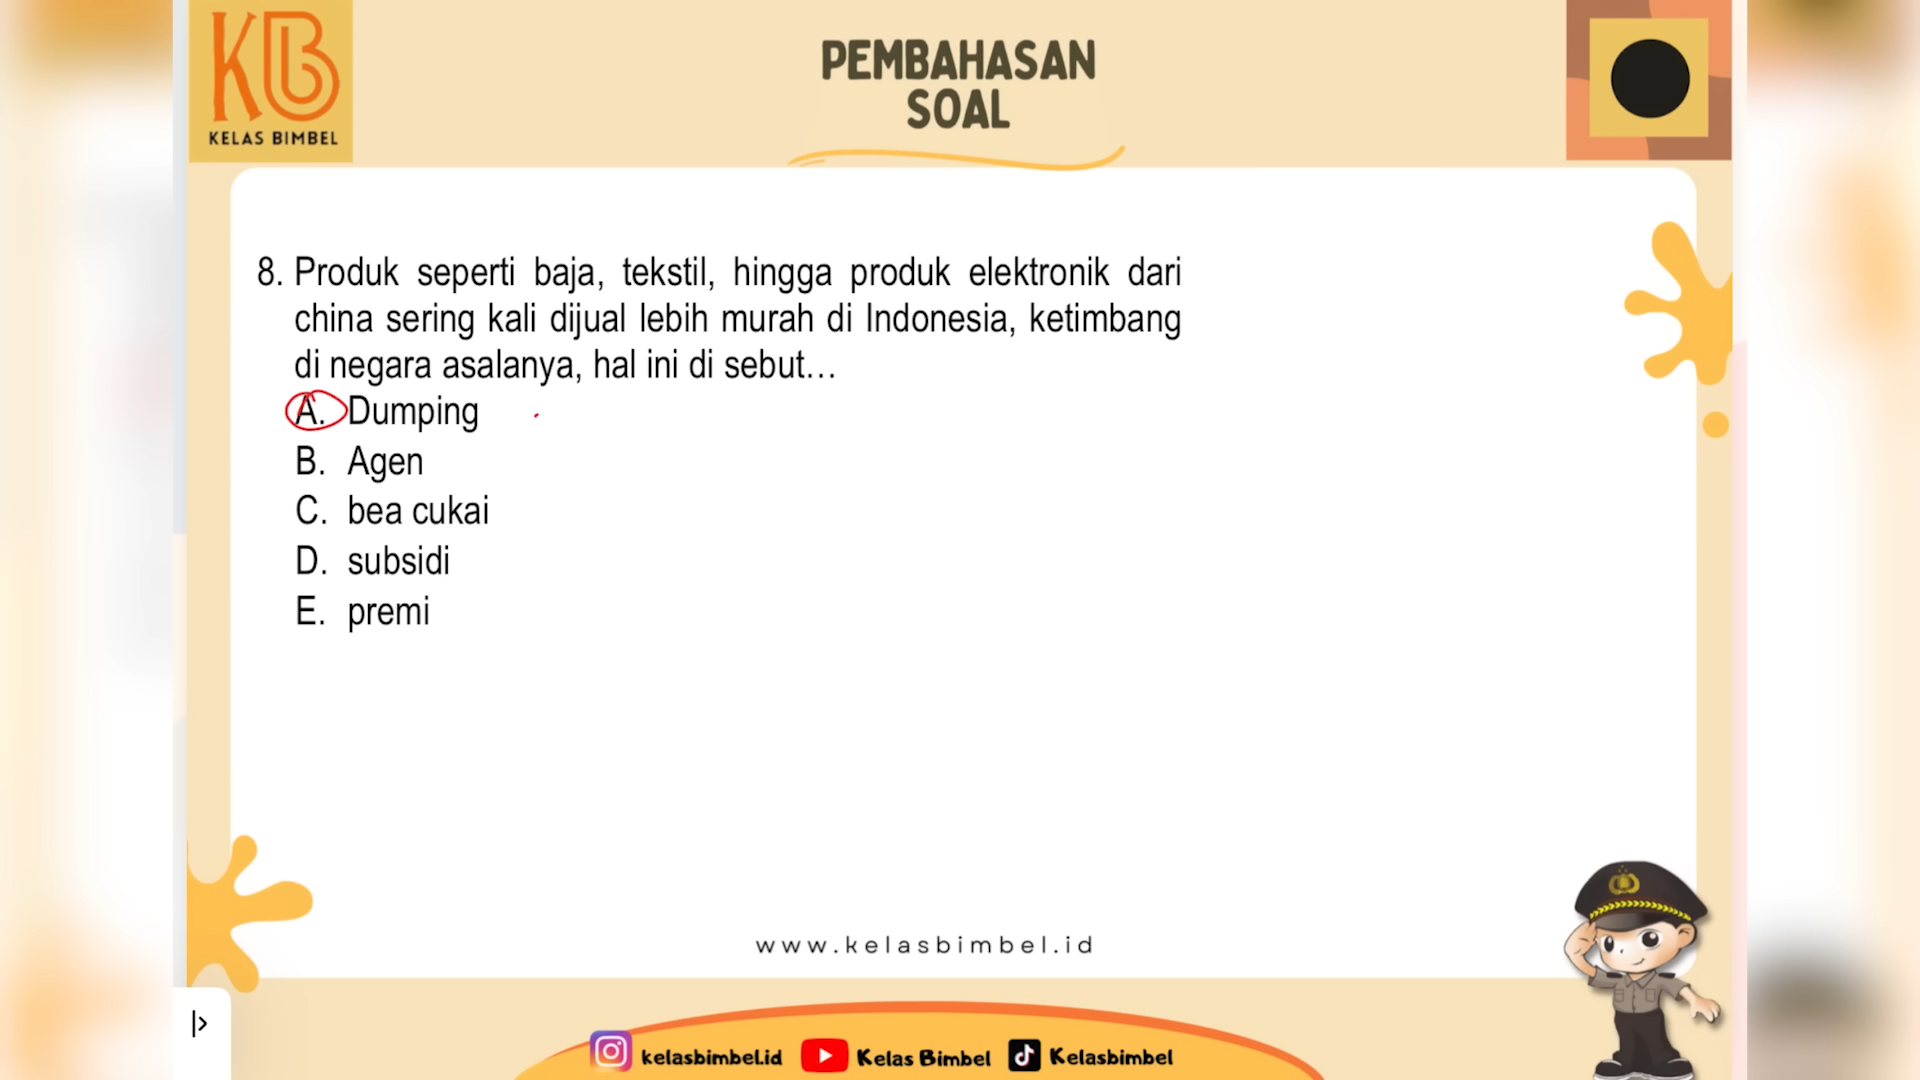 KB
KELAS BIMBEL
PEMBAHASAN
SOAL
8. Produk seperti baja, tekstil, hingga produk elektronik dari
china sering kali dijual lebih murah di Indonesia, ketimbang
di negara asalanya, hal ini di sebut…
A. Dumping
B. Agen
C. bea cukai
D. subsidi
E. premi
www.kelasbimbel.id
kelasbimbel.id Kelas Bimbel Kelasbimbel